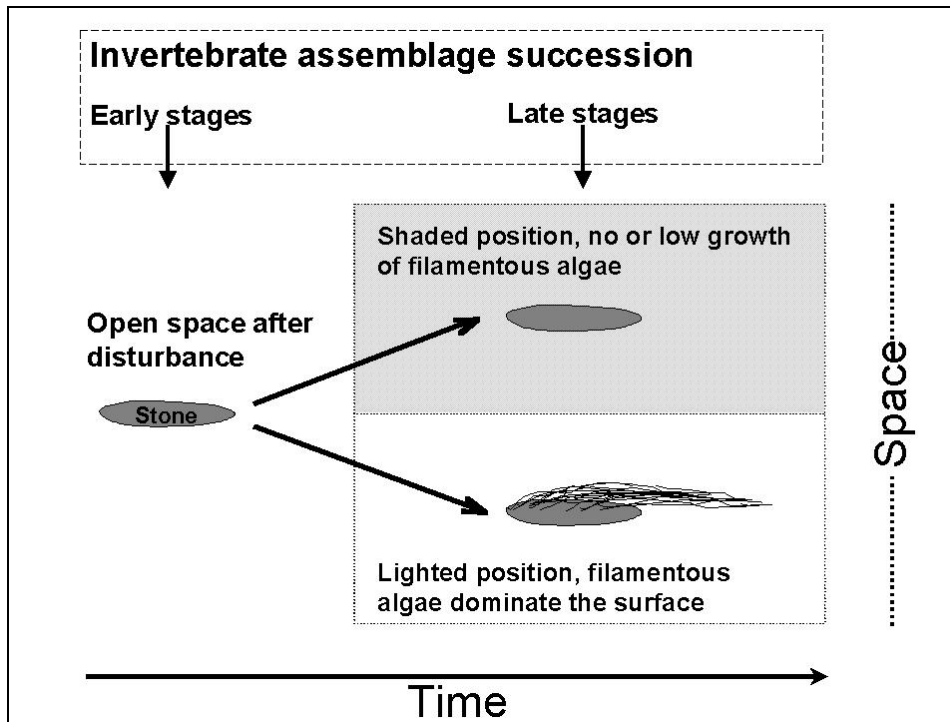 Invertebrate assemblage succession
Early stages
Late stages
Shaded position, no or low growth
of filamentous algae
Open space after
disturbance
Stone
Lighted position, filamentous
algae dominate the surface
Space
Time